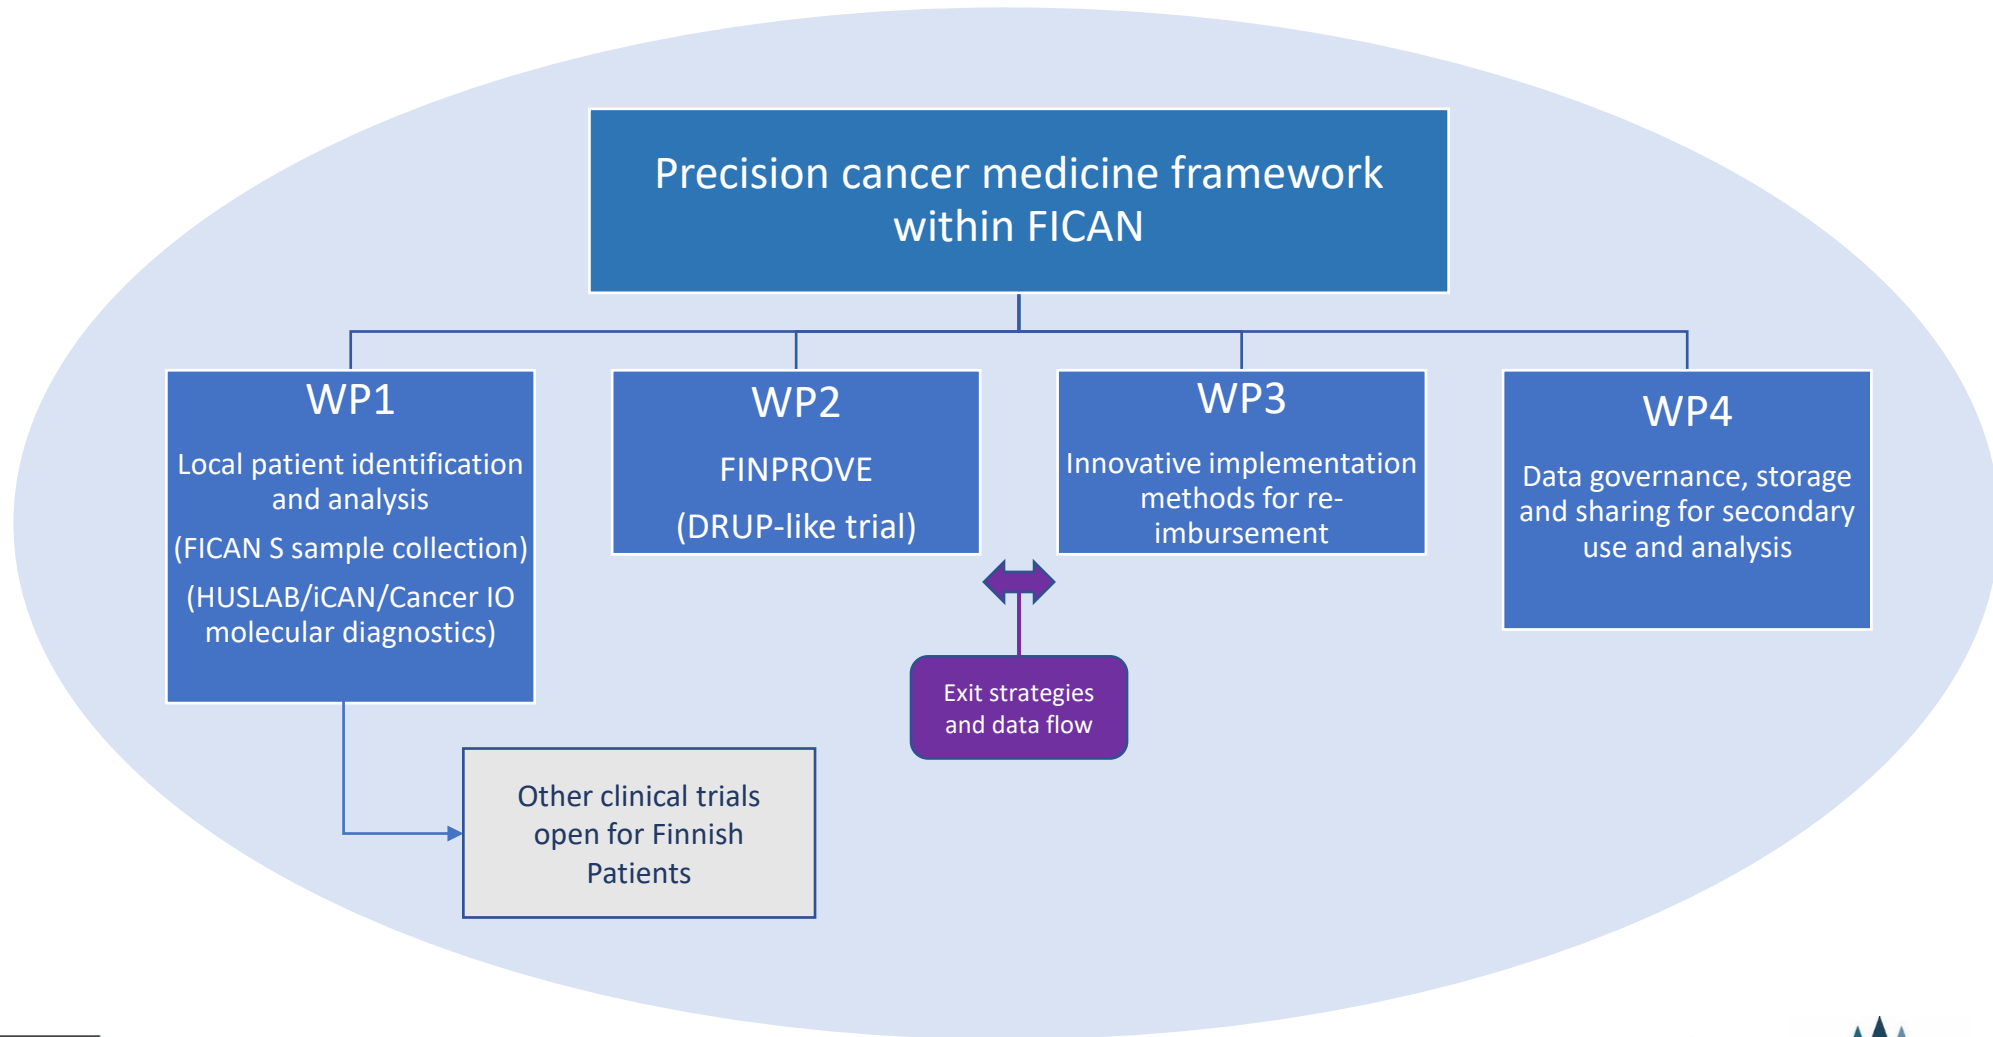 Precision cancer medicine framework
within FICAN
WP1
Local patient identification
and analysis
(FICAN S sample collection)
(HUSLAB/iCAN/Cancer IO
molecular diagnostics)
WP2
FINPROVE
(DRUP-like trial)
WP3
Innovative implementation
methods for re-
imbursement
WP4
Data governance, storage
and sharing for secondary
use and analysis
Exit strategies
and data flow
Other clinical trials
open for Finnish
Patients